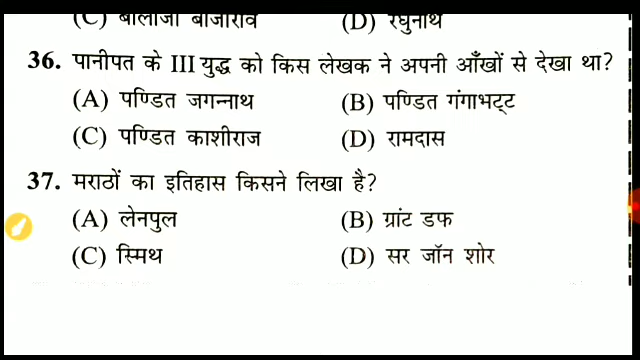 (C) बालाजी बाजीराव (D) रघुनाथ
36. पानीपत के III युद्ध को किस लेखक ने अपनी आँखों से देखा था?
(A) पण्डित जगन्नाथ (B) पण्डित गंगाभट्ट
(C) पण्डित काशीराज (D) रामदास
37. मराठों का इतिहास किसने लिखा है?
(A) लेनपुल (B) ग्रांट डफ
(C) स्मिथ (D) सर जॉन शोर